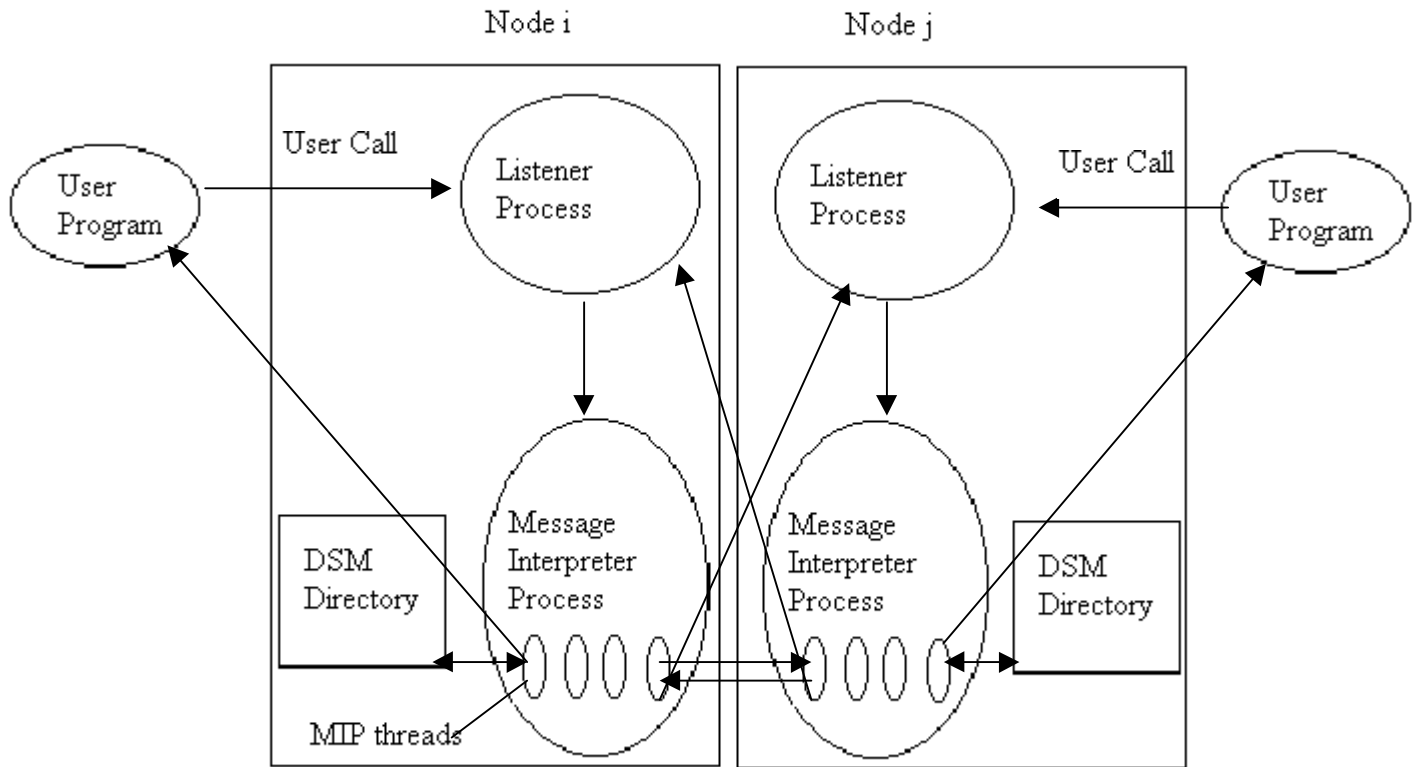 Node i
Node j
User Call
Listener
Process
Listener
Process
User Call
User
Program
User
Program
Message
Interpreter
Process
Message
Interpreter
Process
DSM
Directory
DSM
Directory
MIP threads